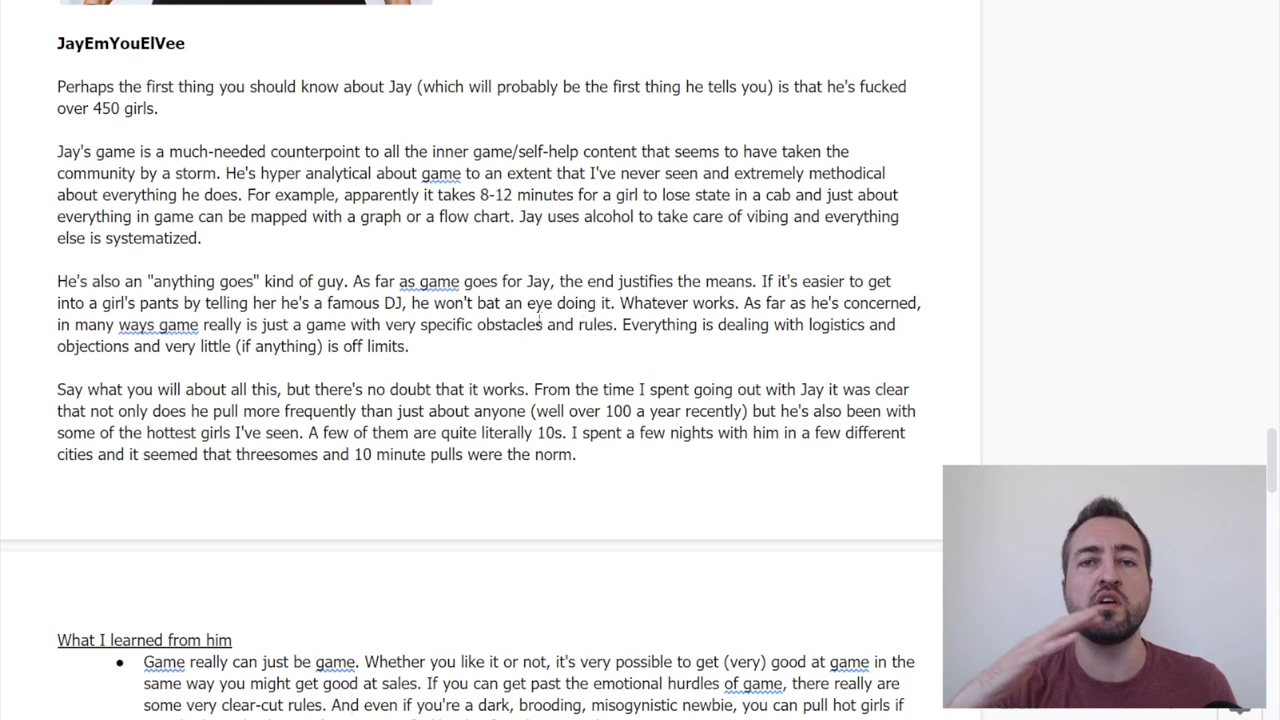 JayEmYouElVee
Perhaps the first thing you should know about Jay (which will probably be the first thing he tells you) is that he's fucked
over 450 girls.
Jay's game is a much-needed counterpoint to all the inner game/self-help content that seems to have taken the
community by a storm. He's hyper analytical about game to an extent that I've never seen and extremely methodical
about everything he does. For example, apparently it takes 8-12 minutes for a girl to lose state in a cab and just about
everything in game can be mapped with a graph or a flow chart. Jay uses alcohol to take care of vibing and everything
else is systematized.
He's also an "anything goes" kind of guy. As far as game goes for Jay, the end justifies the means. If it's easier to get
into a girl's pants by telling her he's a famous DJ, he won't bat an eye doing it. Whatever works. As far as he's concerned,
in many ways game really is just a game with very specific obstacles and rules. Everything is dealing with logistics and
objections and very little (if anything) is off limits.
Say what you will about all this, but there's no doubt that it works. From the time I spent going out with Jay it was clear
that not only does he pull more frequently than just about anyone (well over 100 a year recently) but he's also been with
some of the hottest girls I've seen. A few of them are quite literally 10s. I spent a few nights with him in a few different
cities and it seemed that threesomes and 10 minute pulls were the norm.
What I learned from him
● Game really can just be game. Whether you like it or not, it's very possible to get (very) good at game in the
same way you might get good at sales. If you can get past the emotional hurdles of game, there really are
some very clear-cut rules. And even if you're a dark, brooding, misogynistic newbie, you can pull hot girls if